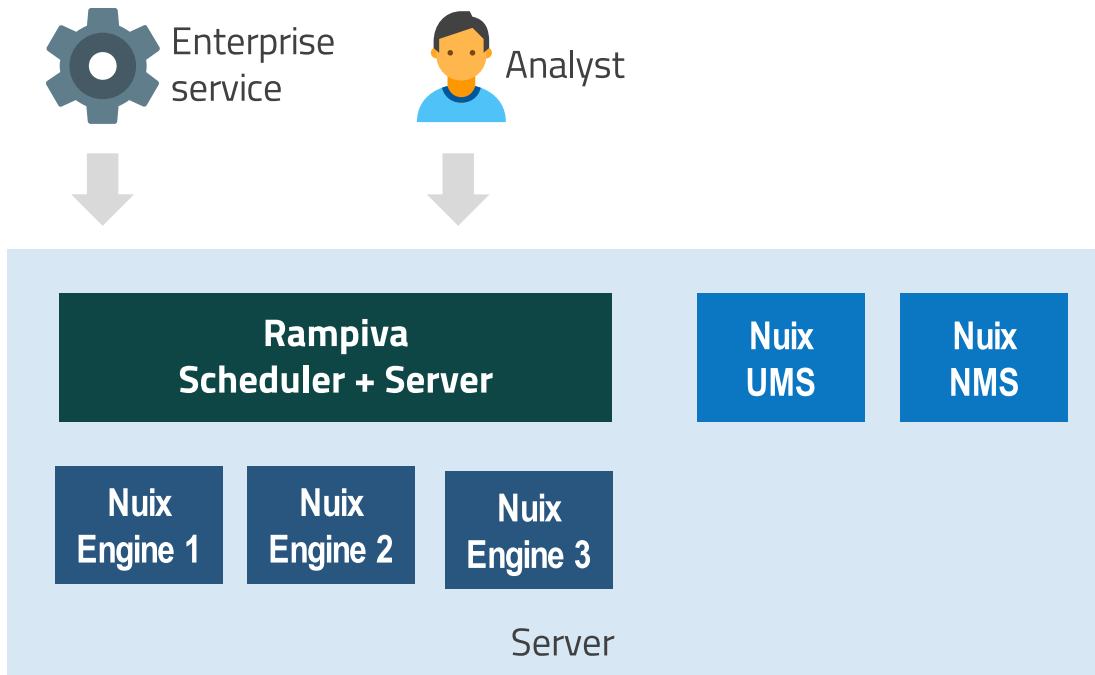 Enterprise
service
Analyst
Rampiva
Scheduler + Server
Nuix
UMS
Nuix
NMS
Nuix
Engine 1
Nuix
Engine 2
Nuix
Engine 3
Server